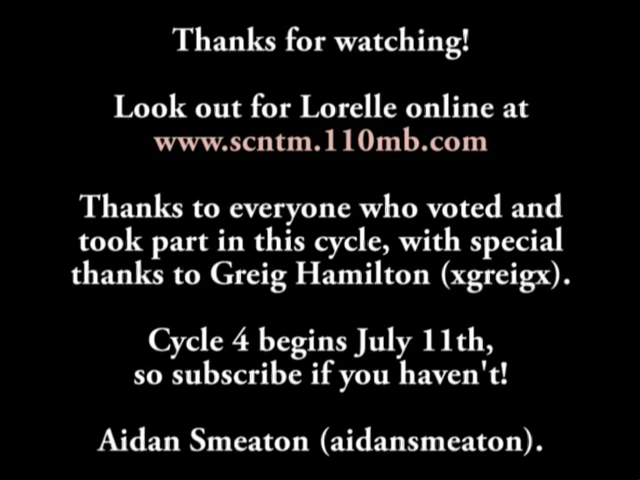 Thanks for watching!
Look out for Lorelle online at
www.scntm.110mb.com
Thanks to everyone who voted and
took part in this cycle, with special
thanks to Greig Hamilton (xgreigx).
Cycle 4 begins July 11th,
so subscribe if you haven't!
Aidan Smeaton (aidansmeaton).